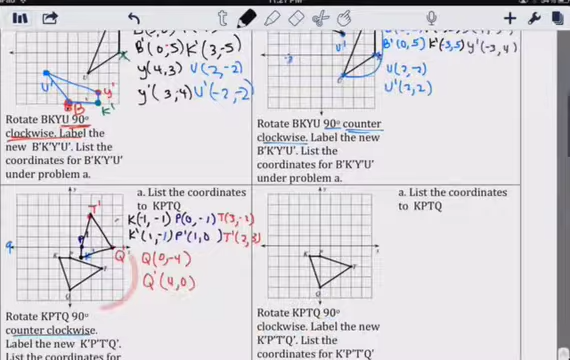 B'(0,5) K'(3,-5)
y(4,3) U(-2,-2)
y'(3,4) U'(-2,-2)
U'
y'
B
K'
Rotate BKYU 90°
clockwise. Label the
new B'K'Y'U'. List the
coordinates for B'K'Y'U'
under problem a.
B'(0,5) K'(-3,5) y'(-3,4)
U'(2,2)
Rotate BKYU 90° counter
clockwise. Label the new
B'K'Y'U'. List the
coordinates for B'K'Y'U'
under problem a.
a. List the coordinates
to KPTQ
K(-1,-1) P(0,-1) T(3,-2)
K'(1,-1) P'(1,0) T'(2,3)
Q(0,-4)
Q'(4,0)
T'
Q'
Rotate KPTQ 90°
counter clockwise.
Label the new K'P'T'Q'.
List the coordinates for
a. List the coordinates
to KPTQ
Rotate KPTQ 90°
clockwise. Label the new
K'P'T'Q'. List the
coordinates for K'P'T'Q'